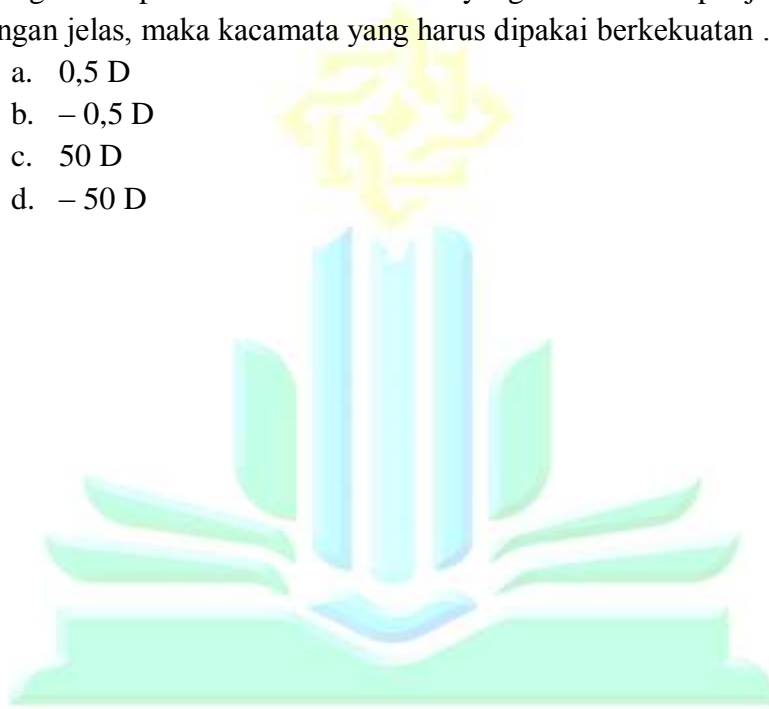 ngan jelas, maka kacamata yang harus dipakai berkekuatan .
a. 0,5 D
b. – 0,5 D
c. 50 D
d. – 50 D